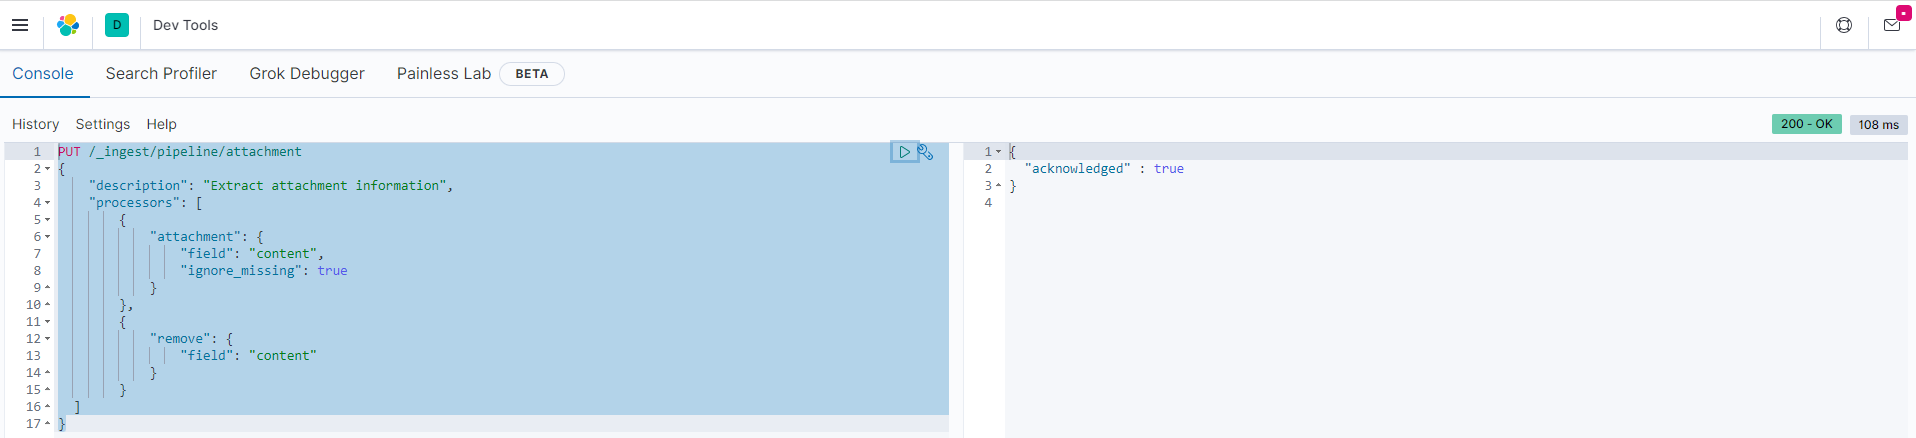 D Dev Tools
Console Search Profiler Grok Debugger Painless Lab BETA
History Settings Help 200 - OK 108 ms
1 PUT /_ingest/pipeline/attachment
2 {
3 "description": "Extract attachment information",
4 "processors": [
5 {
6 "attachment": {
7 "field": "content",
8 "ignore_missing": true
9 }
10 },
11 {
12 "remove": {
13 "field": "content"
14 }
15 }
16 ]
17 }
1 {
2 "acknowledged" : true
3 }
4